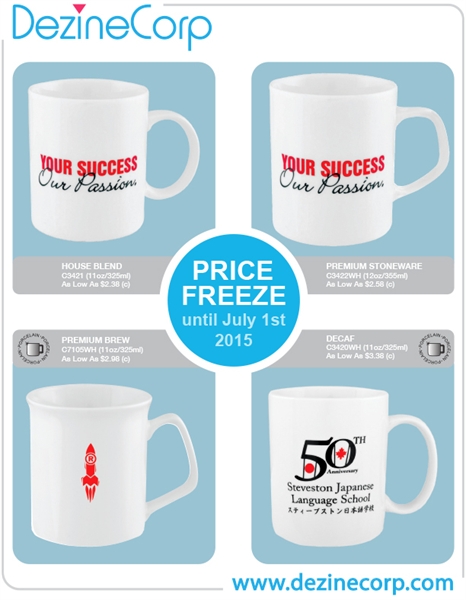 DezineCorp
YOUR SUCCESS
Our Passion.
YOUR SUCCESS
Our Passion.
HOUSE BLEND
C3421 (11oz/325ml)
As Low As $2.38 (c)
PREMIUM STONEWARE
C3422WH (12oz/355ml)
As Low As $2.58 (c)
PRICE
FREEZE
until July 1st
2015
PORCELAIN • PORCELAIN •
PREMIUM BREW
C7105WH (11oz/325ml)
As Low As $2.98 (c)
DECAF
C3420WH (11oz/325ml)
As Low As $3.38 (c)
PORCELAIN • PORCELAIN •
R
50TH
Anniversary
Steveston Japanese
Language School
スティーブストン日本語学校
www.dezinecorp.com